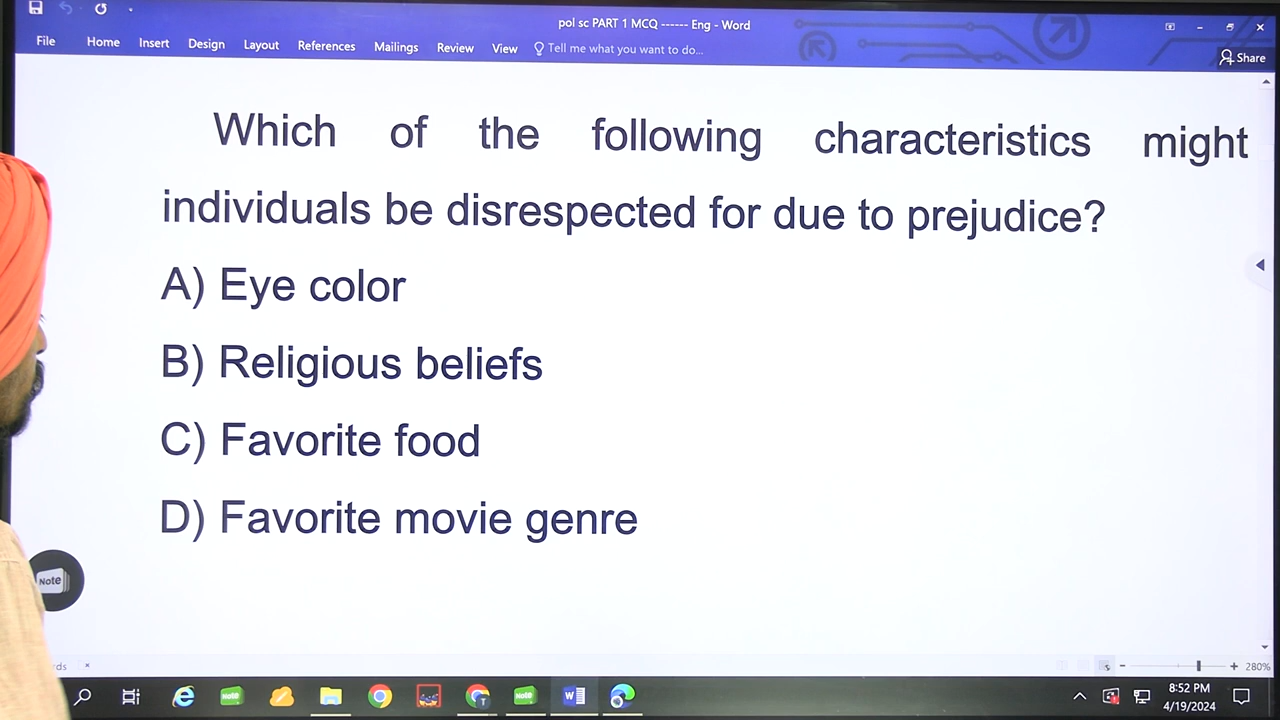 pol sc PART 1 MCQ ------ Eng - Word
File Home Insert Design Layout References Mailings Review View Tell me what you want to do...
Share
Which of the following characteristics might
individuals be disrespected for due to prejudice?
A) Eye color
B) Religious beliefs
C) Favorite food
D) Favorite movie genre
Note
280%
Note
Note
8:52 PM
4/19/2024